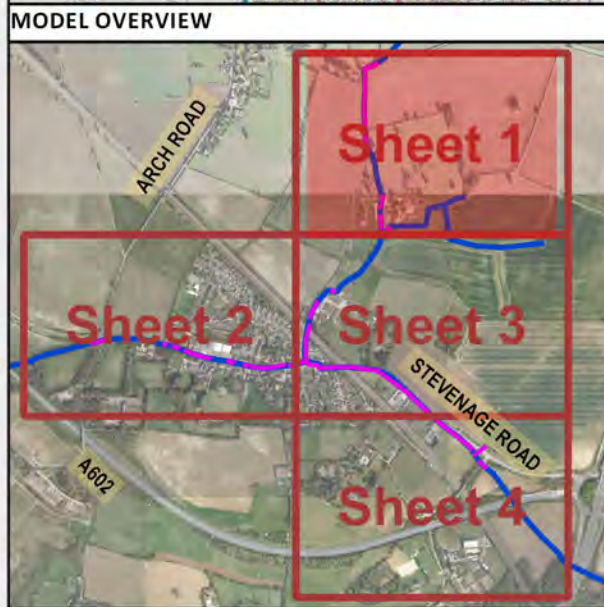 MODEL OVERVIEW
ARCH ROAD
Sheet 1
Sheet 2
Sheet 3
STEVENAGE ROAD
A602
Sheet 4